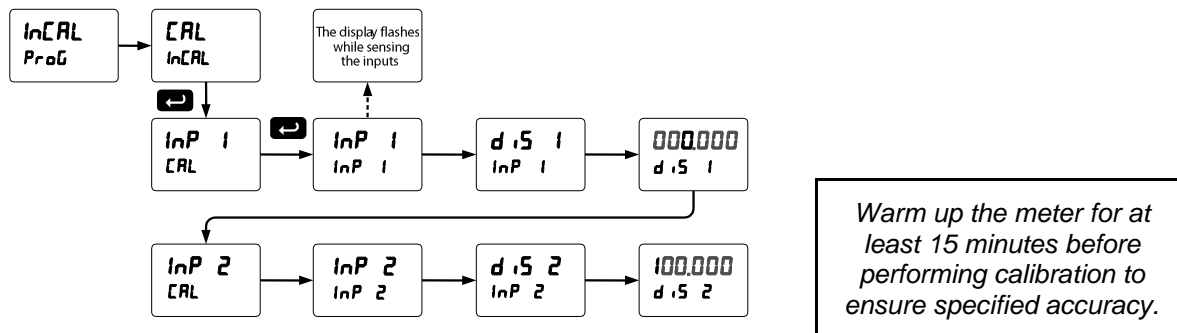 InCAL
ProG
CAL
InCAL
The display flashes
while sensing
the inputs
InP 1
CAL
InP 1
InP 1
diS 1
InP 1
000.000
diS 1
InP 2
CAL
InP 2
InP 2
diS 2
InP 2
100.000
diS 2
Warm up the meter for at
least 15 minutes before
performing calibration to
ensure specified accuracy.